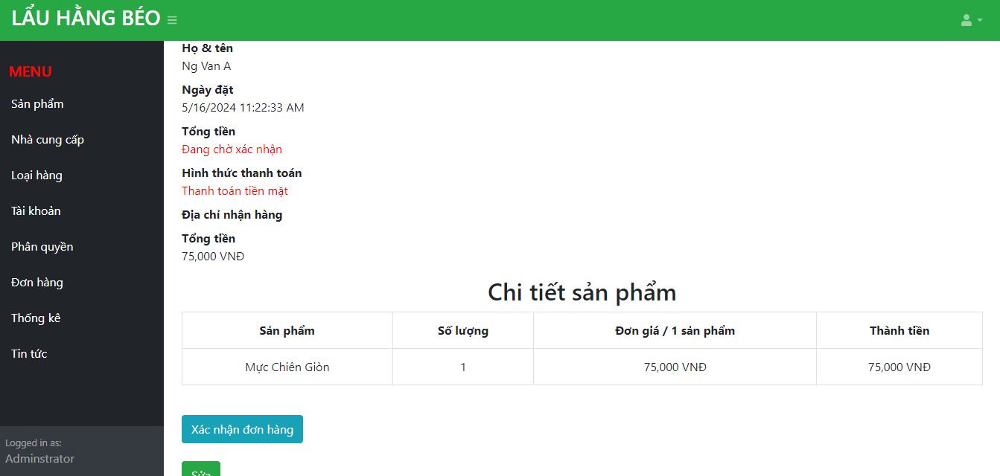 LẨU HẰNG BÉO
MENU
Sản phẩm
Nhà cung cấp
Loại hàng
Tài khoản
Phân quyền
Đơn hàng
Thống kê
Tin tức
Logged in as:
Adminstrator
Họ & tên
Ng Van A
Ngày đặt
5/16/2024 11:22:33 AM
Tổng tiền
Đang chờ xác nhận
Hình thức thanh toán
Thanh toán tiền mặt
Địa chỉ nhận hàng
Tổng tiền
75,000 VNĐ
Chi tiết sản phẩm
Sản phẩm Số lượng Đơn giá / 1 sản phẩm Thành tiền
Mực Chiên Giòn 1 75,000 VNĐ 75,000 VNĐ
Xác nhận đơn hàng
Sửa